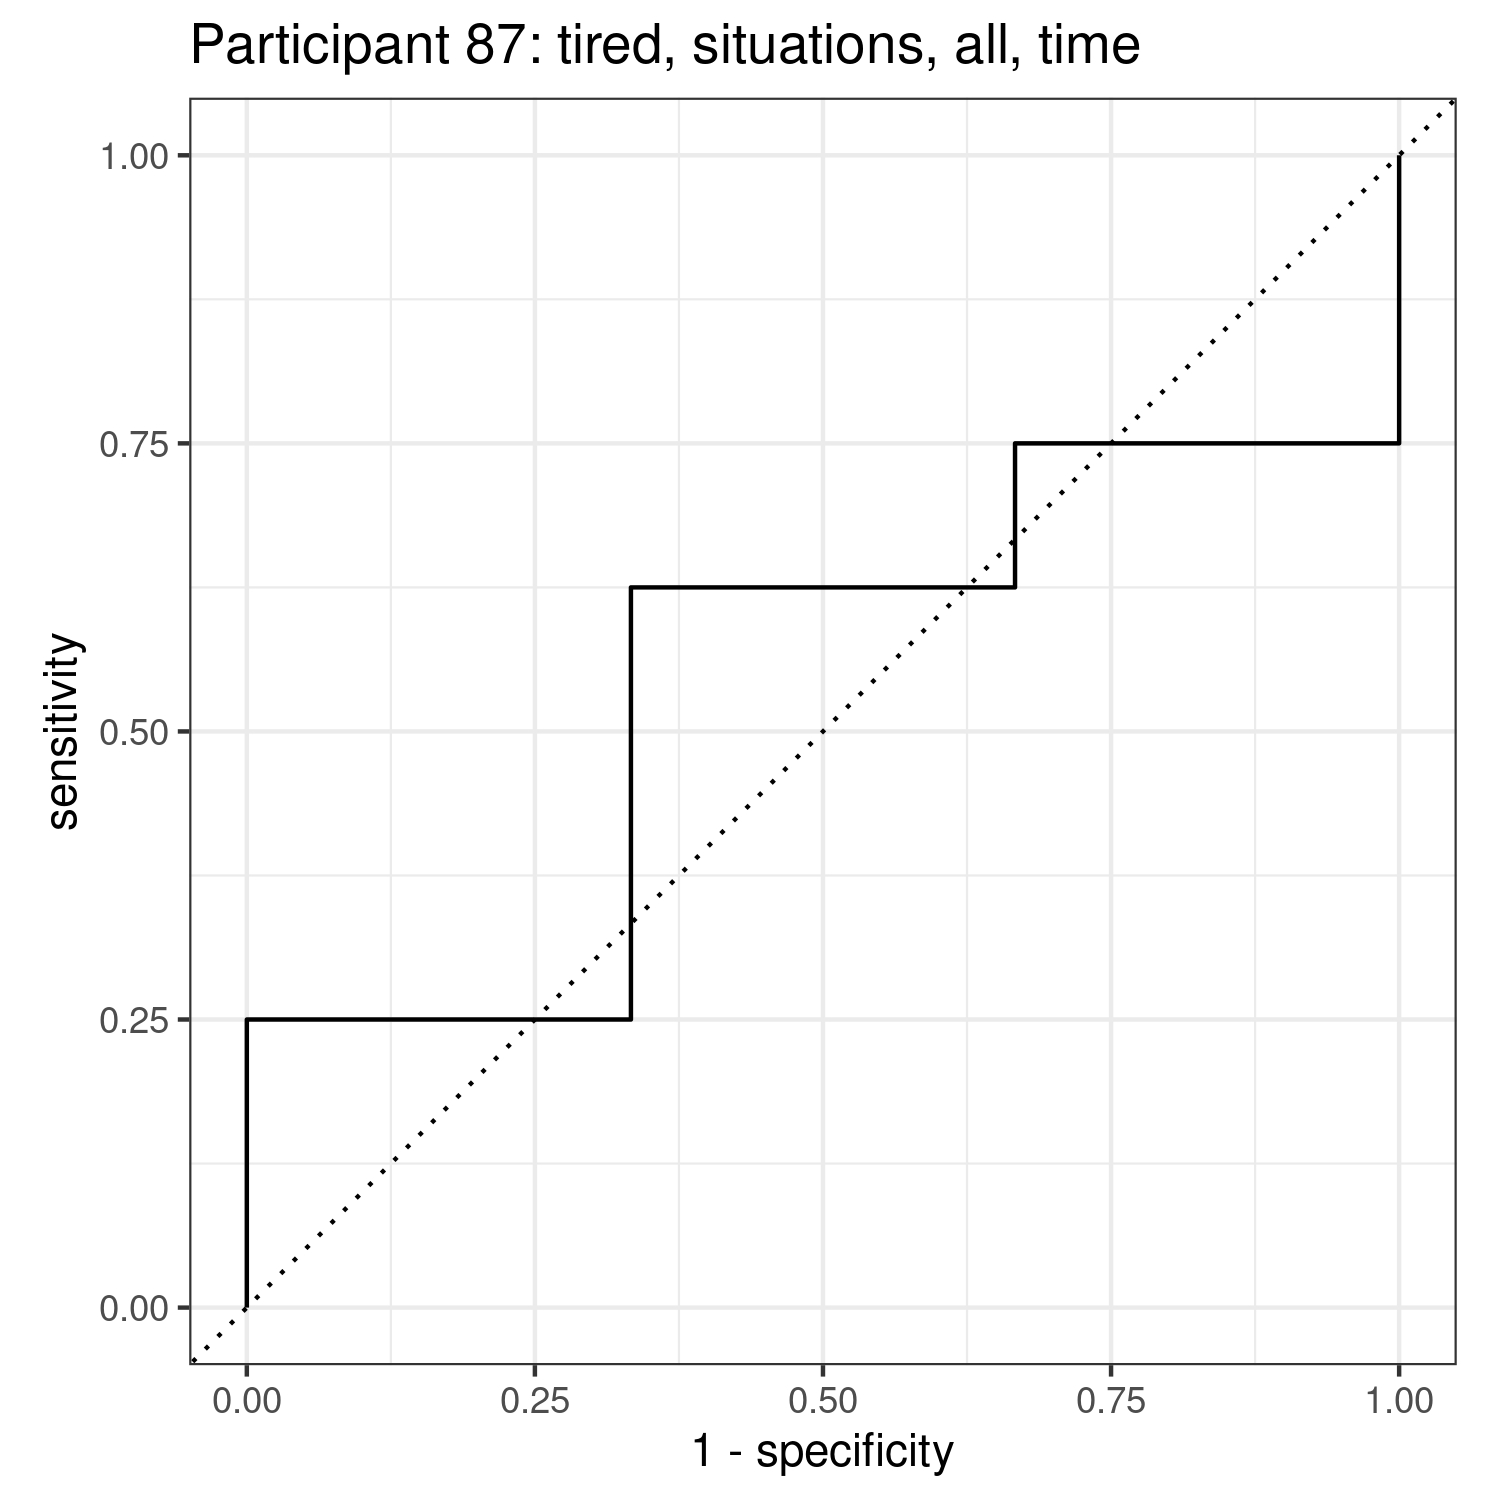 Participant 87: tired, situations, all, time
1.00
0.75
0.50
0.25
0.00
sensitivity
0.00 0.25 0.50 0.75 1.00
1 - specificity